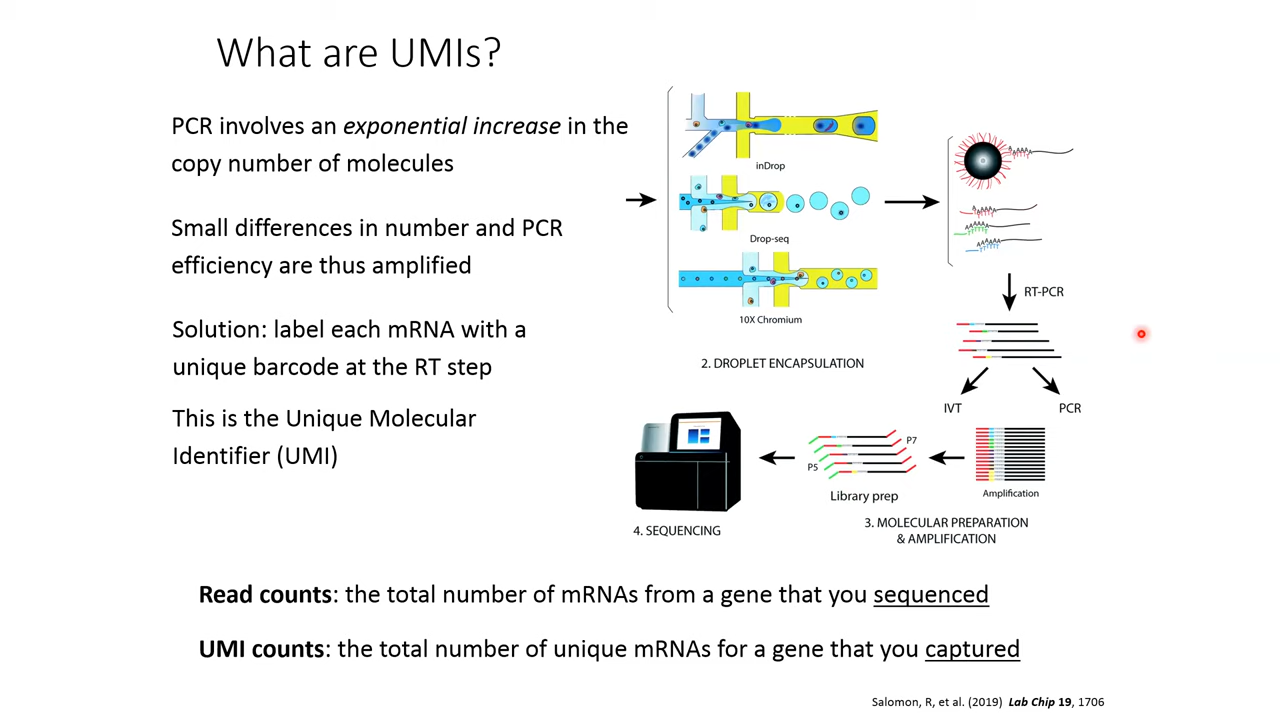 What are UMIs?
PCR involves an exponential increase in the
copy number of molecules
Small differences in number and PCR
efficiency are thus amplified
Solution: label each mRNA with a
unique barcode at the RT step
This is the Unique Molecular
Identifier (UMI)
inDrop
Drop-seq
10X Chromium
2. DROPLET ENCAPSULATION
RT-PCR
IVT
PCR
Amplification
P7
P5
Library prep
3. MOLECULAR PREPARATION
& AMPLIFICATION
4. SEQUENCING
Read counts: the total number of mRNAs from a gene that you sequenced
UMI counts: the total number of unique mRNAs for a gene that you captured
Salomon, R, et al. (2019) Lab Chip 19, 1706